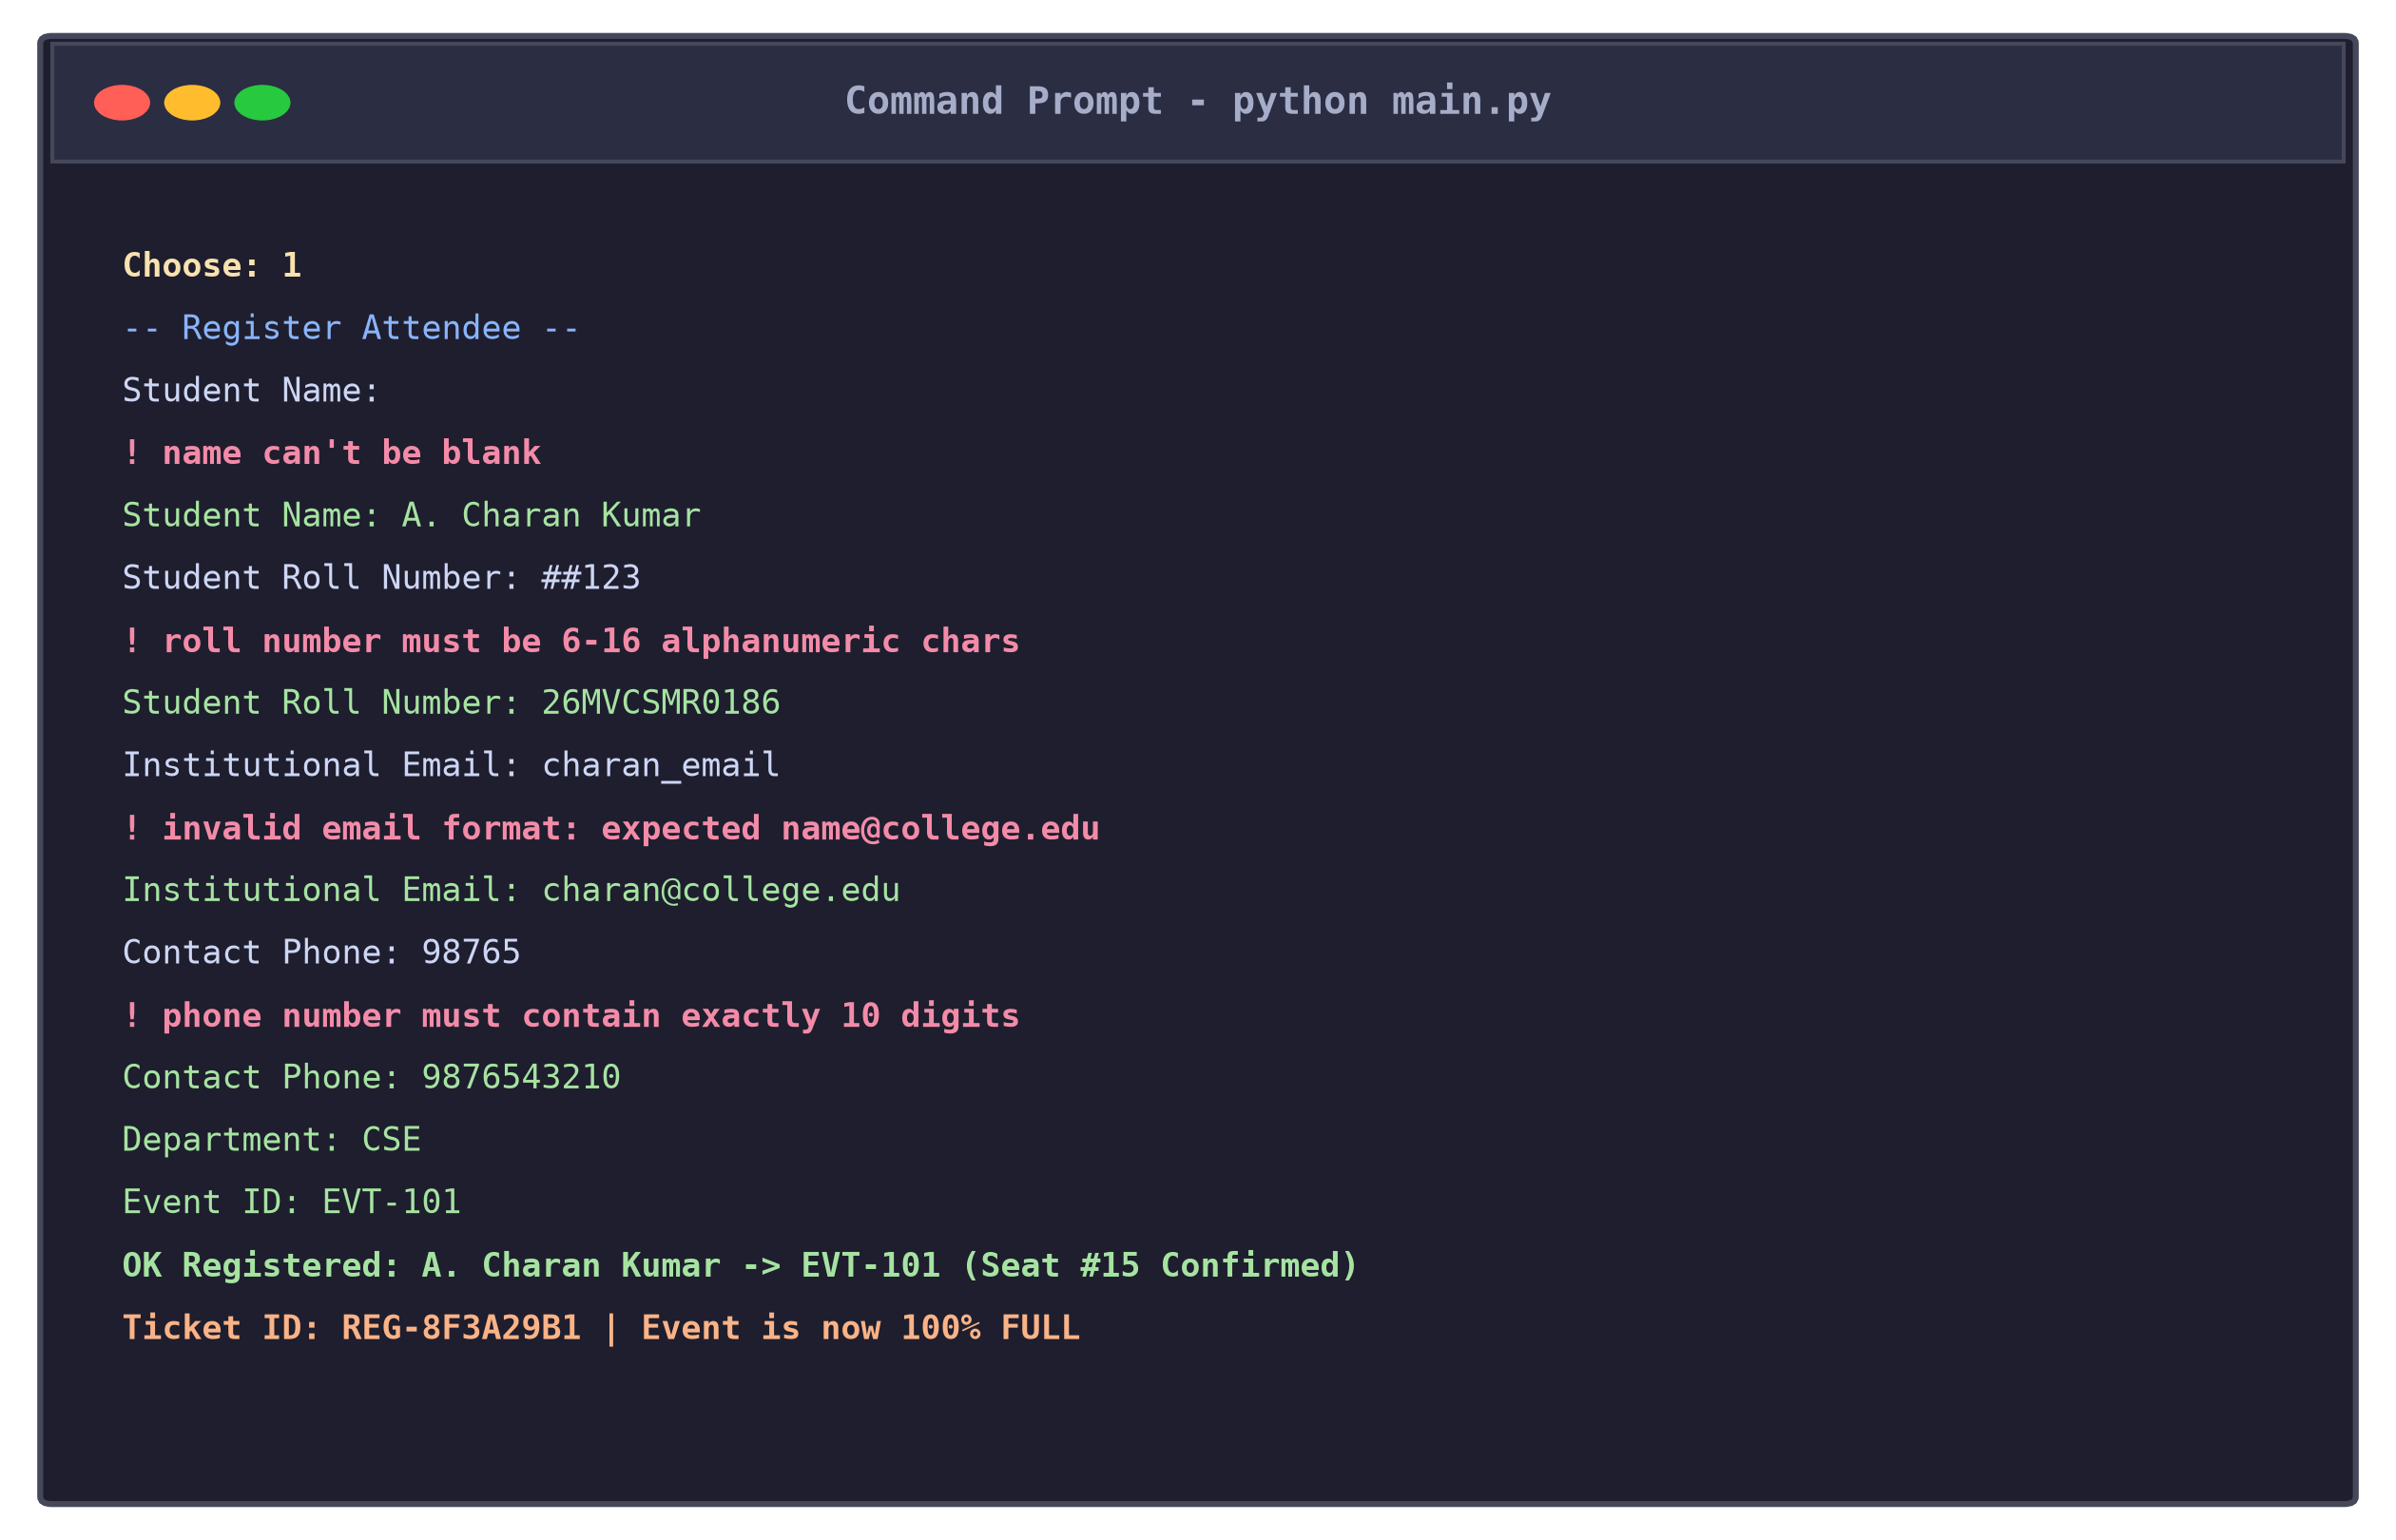 Command Prompt - python main.py
Choose: 1
-- Register Attendee --
Student Name:
! name can't be blank
Student Name: A. Charan Kumar
Student Roll Number: ##123
! roll number must be 6-16 alphanumeric chars
Student Roll Number: 26MVCSMR0186
Institutional Email: charan_email
! invalid email format: expected name@college.edu
Institutional Email: charan@college.edu
Contact Phone: 98765
! phone number must contain exactly 10 digits
Contact Phone: 9876543210
Department: CSE
Event ID: EVT-101
OK Registered: A. Charan Kumar -> EVT-101 (Seat #15 Confirmed)
Ticket ID: REG-8F3A29B1 | Event is now 100% FULL